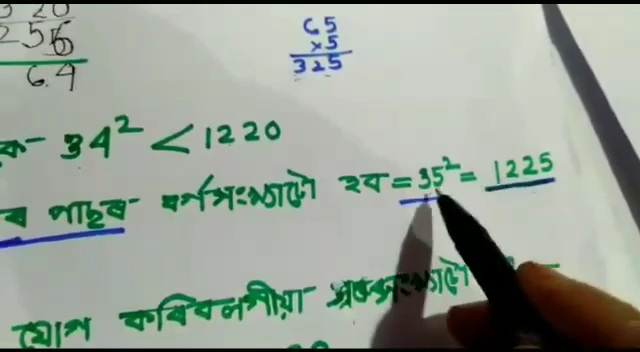 320
256
64
65
×5
325
34² < 1220
ৰ পাছৰ বৰ্গসংখ্যাটো হব = 35² = 1225
যোগ কৰিবলগীয়া